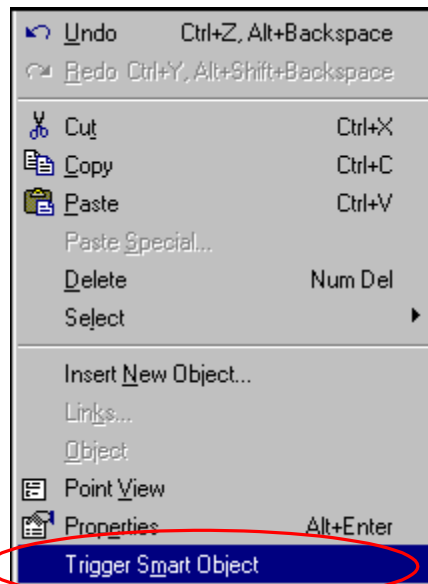 Undo Ctrl+Z, Alt+Backspace
Redo Ctrl+Y, Alt+Shift+Backspace
Cut Ctrl+X
Copy Ctrl+C
Paste Ctrl+V
Paste Special...
Delete Num Del
Select
Insert New Object...
Links...
Object
Point View
Properties Alt+Enter
Trigger Smart Object